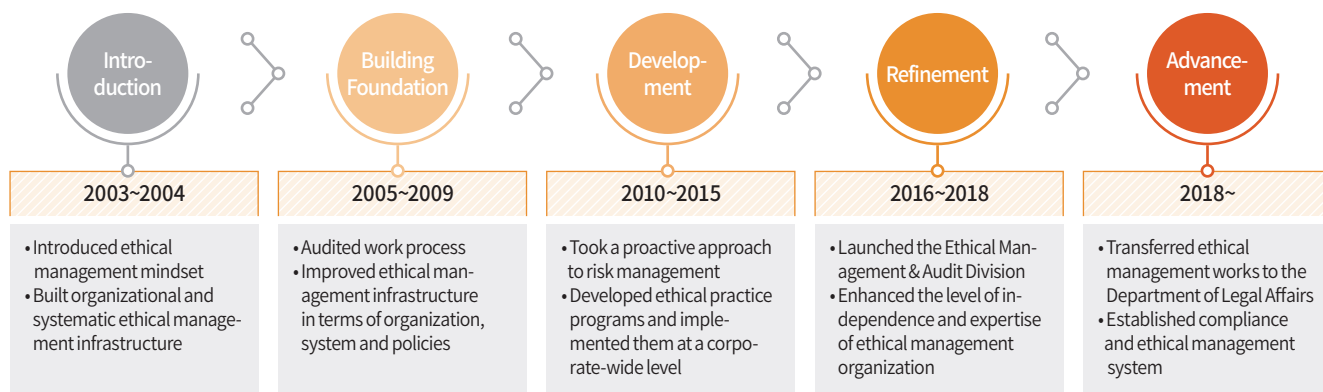 Intro-
duction
Building
Foundation
Develop-
ment
Refinement
Advance-
ment
2003~2004
2005~2009
2010~2015
2016~2018
2018~
• Introduced ethical
management mindset
• Built organizational and
systematic ethical manage-
ment infrastructure
• Audited work process
• Improved ethical man-
agement infrastructure
in terms of organization,
system and policies
• Took a proactive approach
to risk management
• Developed ethical practice
programs and imple-
mented them at a corpo-
rate-wide level
• Launched the Ethical Man-
agement & Audit Division
• Enhanced the level of in-
dependence and expertise
of ethical management
organization
• Transferred ethical
management works to the
Department of Legal Affairs
• Established compliance
and ethical management
system